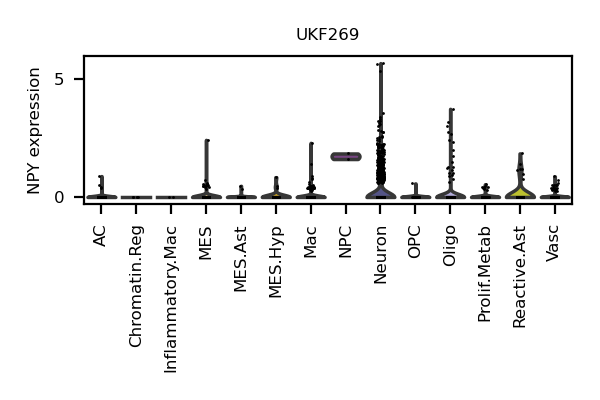 UKF269
NPY expression
5
0
AC
Chromatin.Reg
Inflammatory.Mac
MES
MES.Ast
MES.Hyp
Mac
NPC
Neuron
OPC
Oligo
Prolif.Metab
Reactive.Ast
Vasc